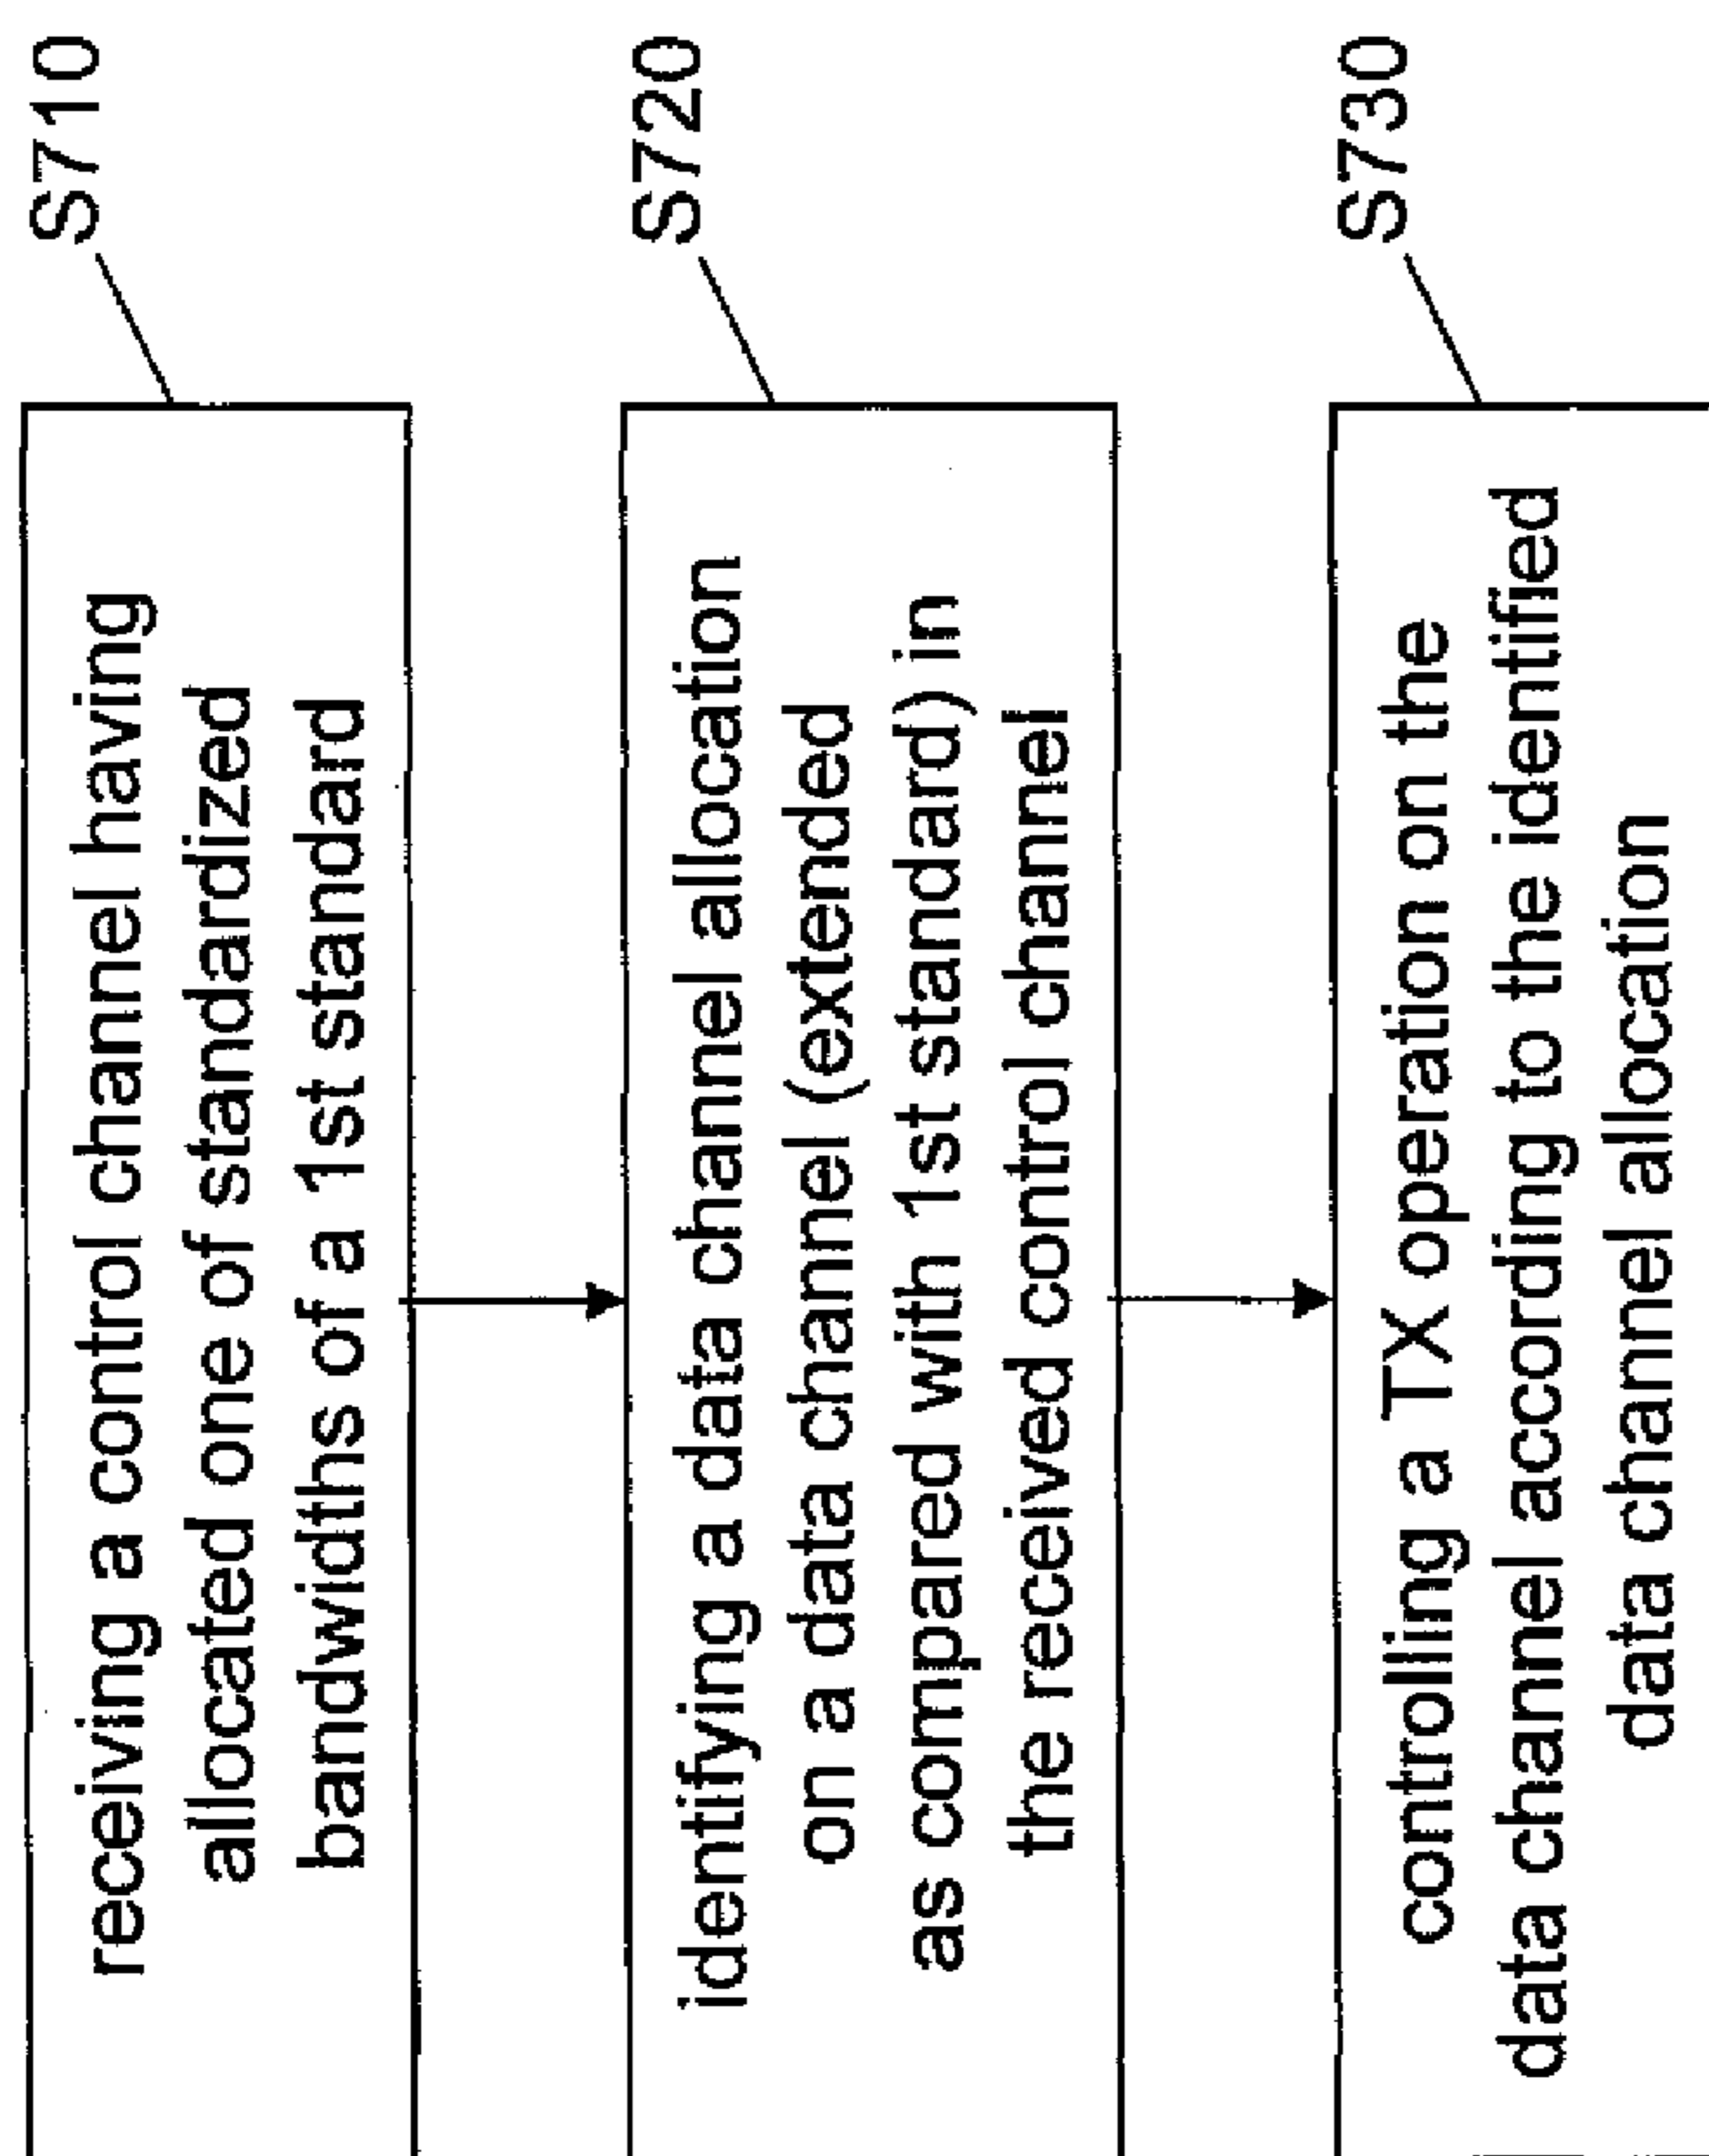 S710
receiving a control channel having
allocated one of standardized
bandwidths of a 1st standard
S720
identifying a data channel allocation
on a data channel (extended
as compared with 1st standard) in
the received control channel
S730
controlling a TX operation on the
data channel according to the identified
data channel allocation